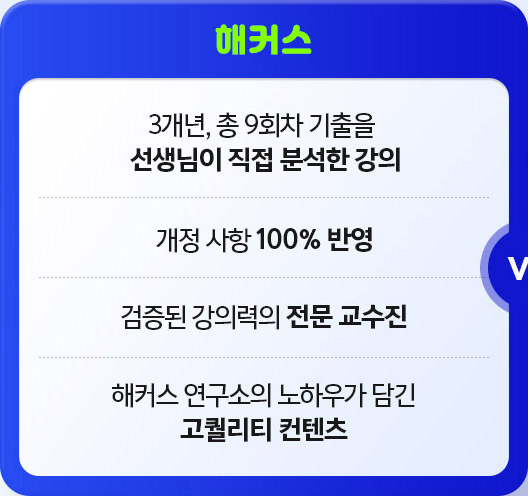 해커스
3개년, 총 9회차 기출을
선생님이 직접 분석한 강의
개정 사항 100% 반영
V
검증된 강의력의 전문 교수진
해커스 연구소의 노하우가 담긴
고퀄리티 컨텐츠